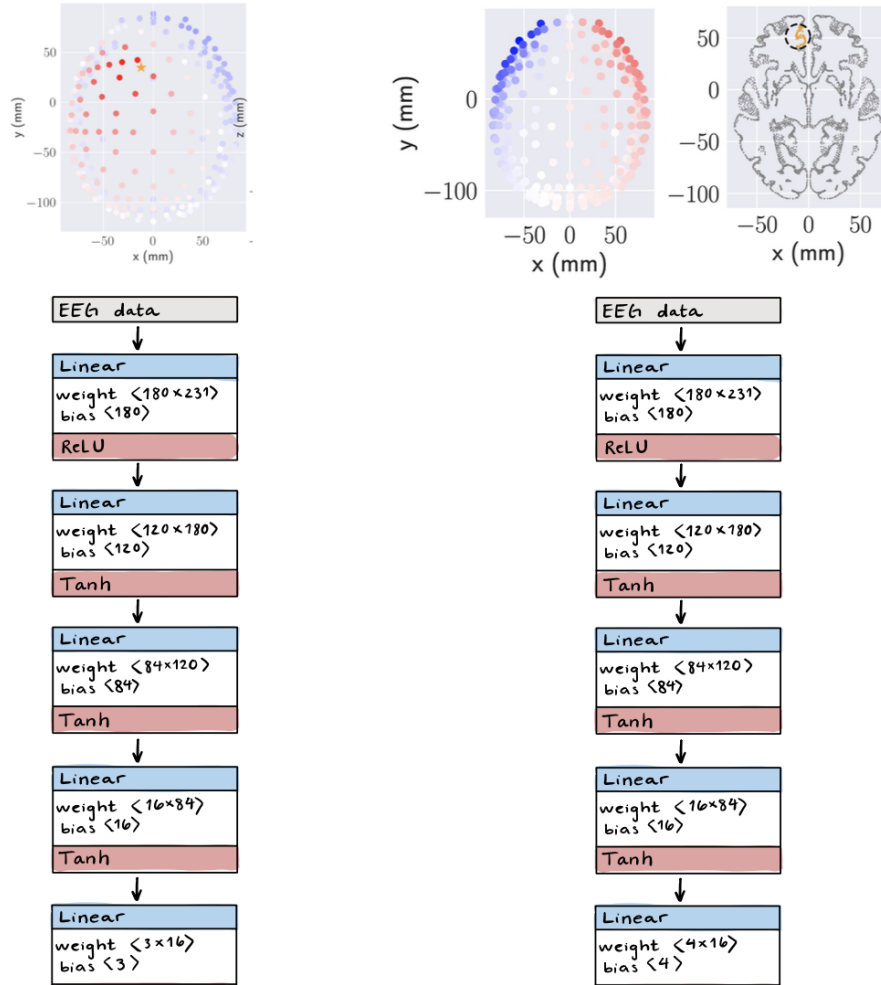 50
0
−50
−100
y (mm)
z (mm)
−50 0 50
x (mm)
0
−100
y (mm)
−50 0 50
x (mm)
50
0
−50
−100
−50 0 50
x (mm)
EEG data
Linear
weight <180×231>
bias <180>
ReLU
Linear
weight <120×180>
bias <120>
Tanh
Linear
weight <84×120>
bias <84>
Tanh
Linear
weight <16×84>
bias <16>
Tanh
Linear
weight <3×16>
bias <3>
EEG data
Linear
weight <180×231>
bias <180>
ReLU
Linear
weight <120×180>
bias <120>
Tanh
Linear
weight <84×120>
bias <84>
Tanh
Linear
weight <16×84>
bias <16>
Tanh
Linear
weight <4×16>
bias <4>